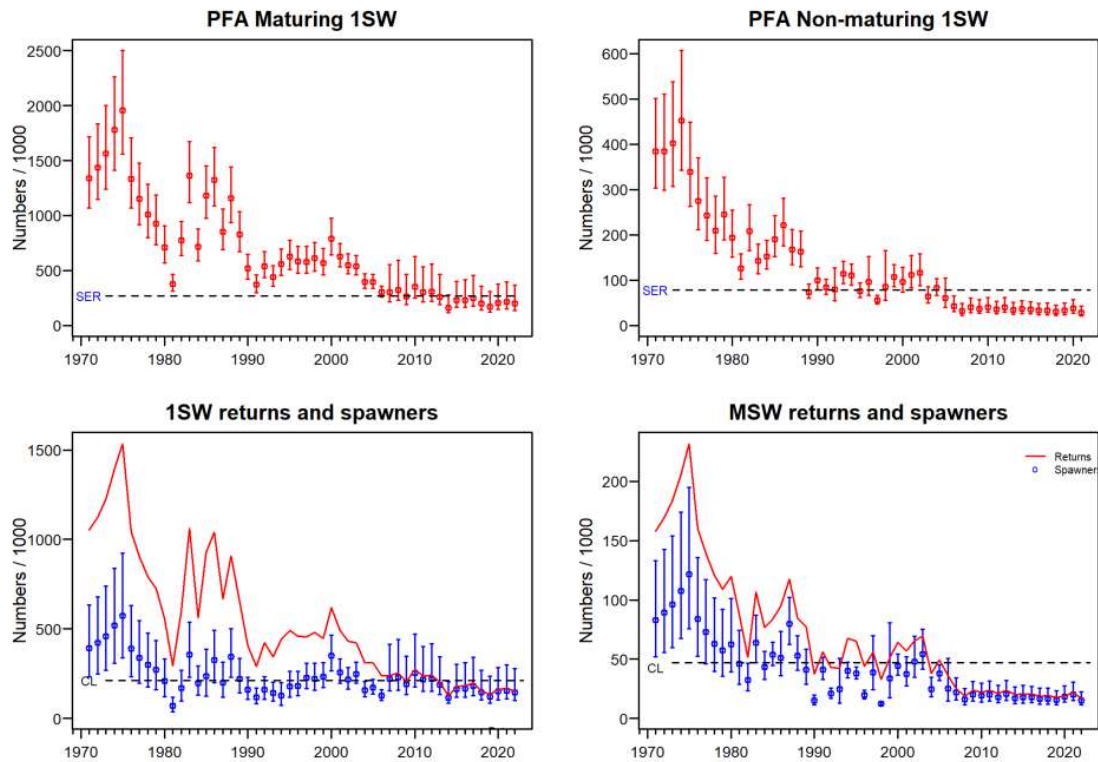 PFA Maturing 1SW
PFA Non-maturing 1SW
Numbers / 1000
2500
2000
1500
1000
500
0
SER
1970 1980 1990 2000 2010 2020
Numbers / 1000
600
500
400
300
200
100
0
SER
1970 1980 1990 2000 2010 2020
1SW returns and spawners
MSW returns and spawners
Numbers / 1000
1500
1000
500
0
CL
1970 1980 1990 2000 2010 2020
Numbers / 1000
200
150
100
50
0
CL
Returns
Spawners
1970 1980 1990 2000 2010 2020